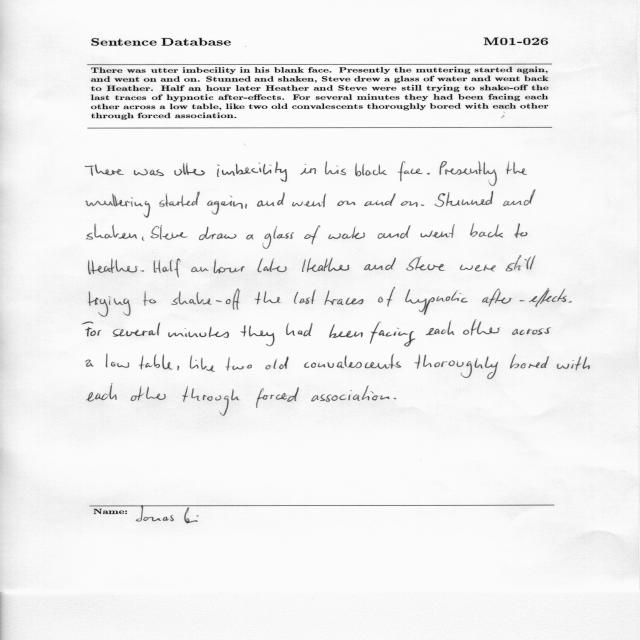 Sentence Database M01-026
There was utter imbecility in his blank face. Presently the muttering started again,
and went on and on. Stunned and shaken, Steve drew a glass of water and went back
to Heather. Half an hour later Heather and Steve were still trying to shake-off the
last traces of hypnotic after-effects. For several minutes they had been facing each
other across a low table, like two old convalescents thoroughly bored with each other
through forced association.
There was utter imbecility in his black face. Presently the
muttering started again, and went on and on. Stunned and
shaken, Steve draw a glass of water and went back to
Heather. Half an hour later Heather and Steve were still
trying to shake-off the last traces of hypnotic after-effects.
For several minutes they had been facing each other across
a low table, like two old convalescents thoroughly bored with
each other through forced association.
Name: Jonas